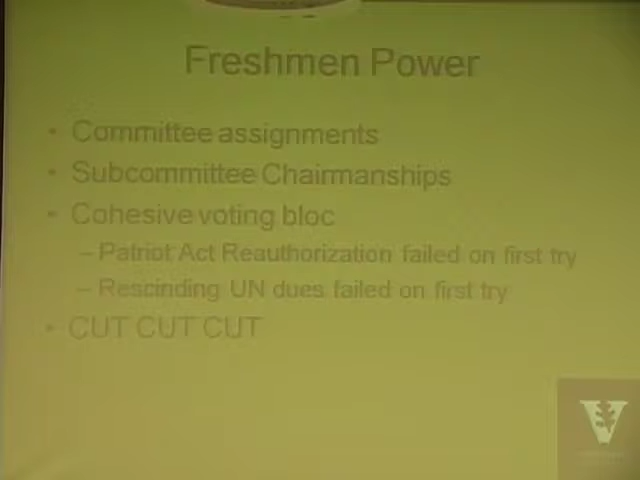 Freshmen Power
• Committee assignments
• Subcommittee Chairmanships
• Cohesive voting bloc
– Patriot Act Reauthorization failed on first try
– Rescinding UN dues failed on first try
• CUT CUT CUT
V